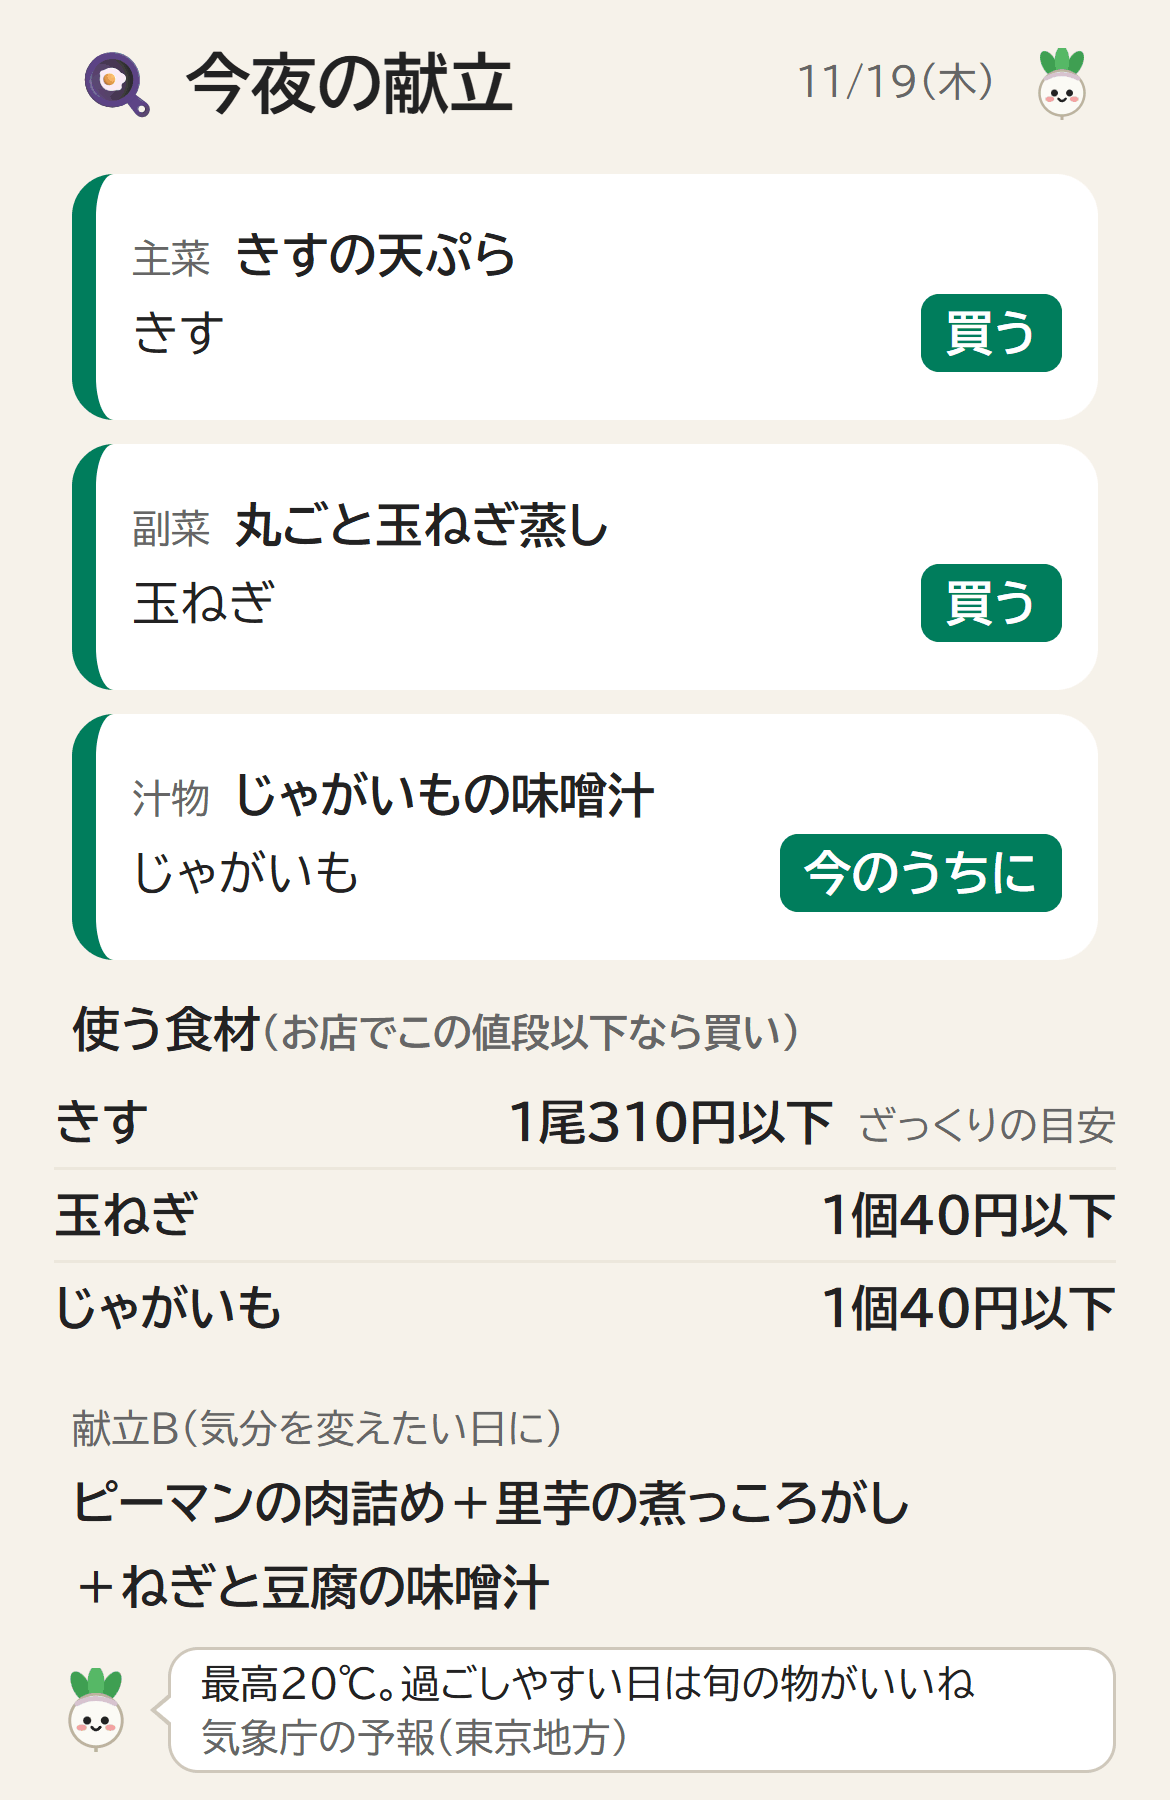 今夜の献立
11/19(木)
主菜 きすの天ぷら
きす
買う
副菜 丸ごと玉ねぎ蒸し
玉ねぎ
買う
汁物 じゃがいもの味噌汁
じゃがいも
今のうちに
使う食材(お店でこの値段以下なら買い)
きす 1尾310円以下 ざっくりの目安
玉ねぎ 1個40円以下
じゃがいも 1個40円以下
献立B(気分を変えたい日に)
ピーマンの肉詰め+里芋の煮っころがし
+ねぎと豆腐の味噌汁
最高20℃。過ごしやすい日は旬の物がいいね
気象庁の予報(東京地方)